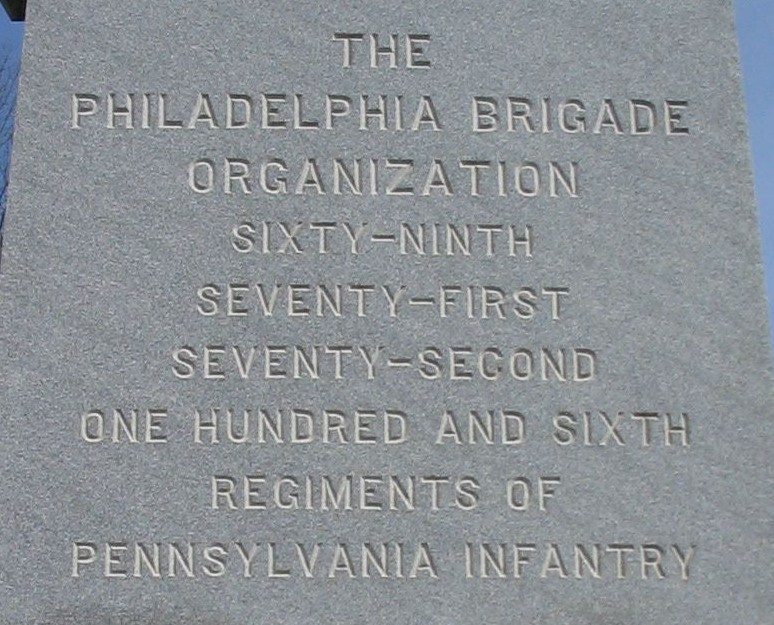 THE
PHILADELPHIA BRIGADE
ORGANIZATION
SIXTY-NINTH
SEVENTY-FIRST
SEVENTY-SECOND
ONE HUNDRED AND SIXTH
REGIMENTS OF
PENNSYLVANIA INFANTRY